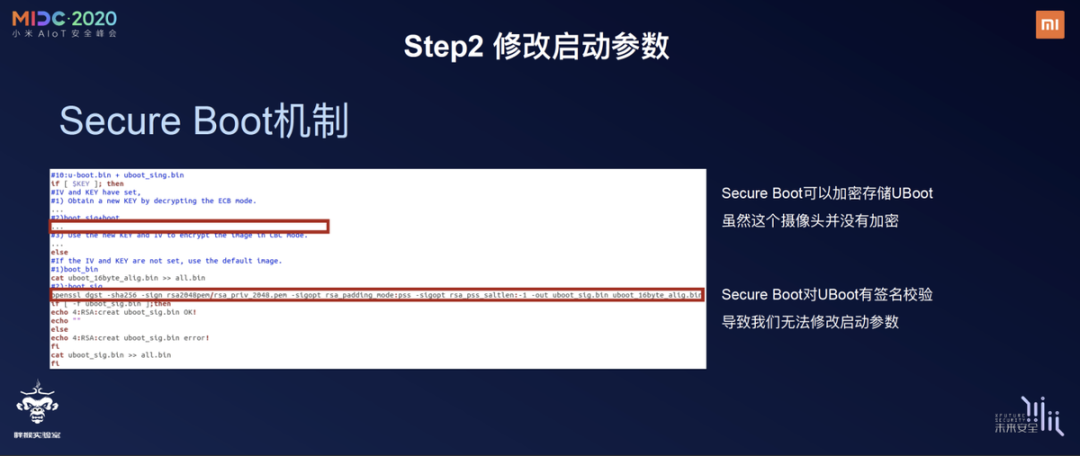 MIDC·2020
小米AIoT安全峰会
Step2 修改启动参数
Secure Boot机制
#10:u-boot.bin + uboot_sing.bin
if [ $KEY ]; then
#IV and KEY have set,
#1) Obtain a new KEY by decrypting the ECB mode.
...
#2)boot_sig+boot
...
#3) Use the new KEY and IV to encrypt the image in CBC mode.
...
else
#If the IV and KEY are not set, use the default image.
#1)boot_bin
cat uboot_16byte_alig.bin >> all.bin
#2):boot_sig
openssl dgst -sha256 -sign rsa2048pem/rsa_priv_2048.pem -sigopt rsa_padding_mode:pss -sigopt rsa_pss_saltlen:-1 -out uboot_sig.bin uboot_16byte_alig.bin
if [ -f uboot_sig.bin ];then
echo 4:RSA:creat uboot_sig.bin OK!
echo ""
else
echo 4:RSA:creat uboot_sig.bin error!
fi
cat uboot_sig.bin >> all.bin
fi
Secure Boot可以加密存储UBoot
虽然这个摄像头并没有加密
Secure Boot对UBoot有签名校验
导致我们无法修改启动参数
胖猴实验室
未来安全